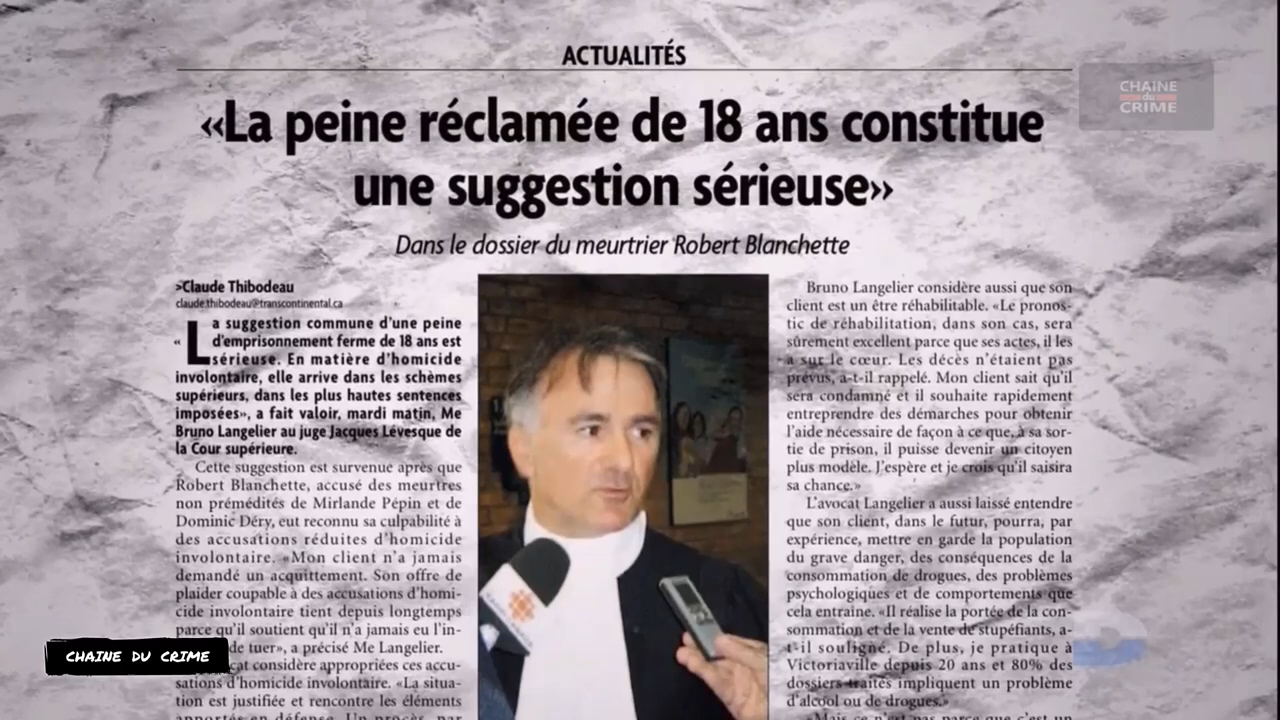 ACTUALITÉS
CHAINE
du
CRIME
«La peine réclamée de 18 ans constitue
une suggestion sérieuse»
Dans le dossier du meurtrier Robert Blanchette
>Claude Thibodeau
claude.thibodeau@transcontinental.ca
« La suggestion commune d'une peine
d'emprisonnement ferme de 18 ans est
sérieuse. En matière d'homicide
involontaire, elle arrive dans les schèmes
supérieurs, dans les plus hautes sentences
imposées», a fait valoir, mardi matin, Me
Bruno Langelier au juge Jacques Lévesque de
la Cour supérieure.
Cette suggestion est survenue après que
Robert Blanchette, accusé des meurtres
non prémédités de Mirlande Pépin et de
Dominic Déry, eut reconnu sa culpabilité à
des accusations réduites d'homicide
involontaire. «Mon client n'a jamais
demandé un acquittement. Son offre de
plaider coupable à des accusations d'homi-
cide involontaire tient depuis longtemps
parce qu'il soutient qu'il n'a jamais eu l'in-
de tuer», a précisé Me Langelier.
cat considère appropriées ces accu-
sations d'homicide involontaire. «La situa-
tion est justifiée et rencontre les éléments
apportés en défense. Un procès, par
Bruno Langelier considère aussi que son
client est un être réhabilitable. «Le pronos-
tic de réhabilitation, dans son cas, sera
sûrement excellent parce que ses actes, il les
a sur le cœur. Les décès n'étaient pas
prévus, a-t-il rappelé. Mon client sait qu'il
sera condamné et il souhaite rapidement
entreprendre des démarches pour obtenir
l'aide nécessaire de façon à ce que, à sa sor-
tie de prison, il puisse devenir un citoyen
plus modèle. J'espère et je crois qu'il saisira
sa chance.»
L'avocat Langelier a aussi laissé entendre
que son client, dans le futur, pourra, par
expérience, mettre en garde la population
du grave danger, des conséquences de la
consommation de drogues, des problèmes
psychologiques et de comportements que
cela entraîne. «Il réalise la portée de la con-
sommation et de la vente de stupéfiants, a-
t-il souligné. De plus, je pratique à
Victoriaville depuis 20 ans et 80% des
dossiers traités impliquent un problème
d'alcool ou de drogues.»
«Mais ce n'est pas parce que c'est un
CHAINE DU CRIME